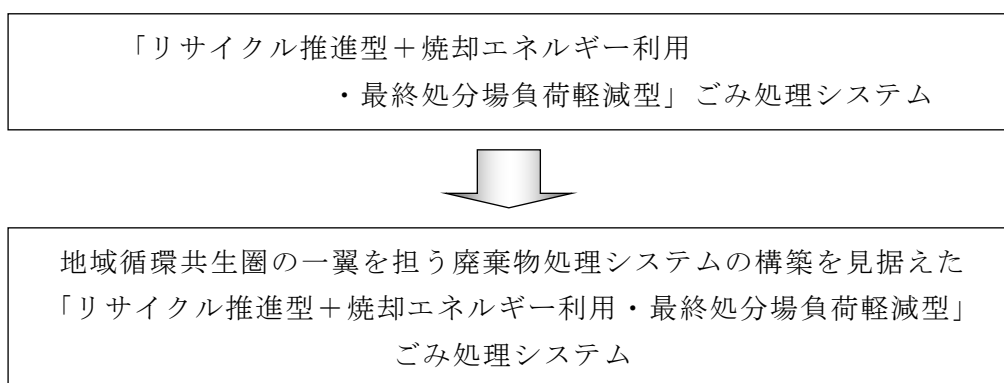 「リサイクル推進型＋焼却エネルギー利用
・最終処分場負荷軽減型」ごみ処理システム
地域循環共生圏の一翼を担う廃棄物処理システムの構築を見据えた
「リサイクル推進型＋焼却エネルギー利用・最終処分場負荷軽減型」
ごみ処理システム